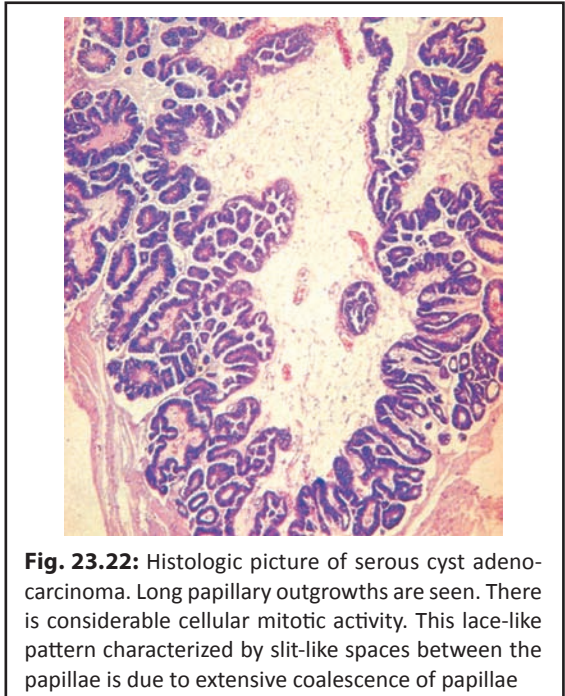 Fig. 23.22: Histologic picture of serous cyst adeno-
carcinoma. Long papillary outgrowths are seen. There
is considerable cellular mitotic activity. This lace-like
pattern characterized by slit-like spaces between the
papillae is due to extensive coalescence of papillae